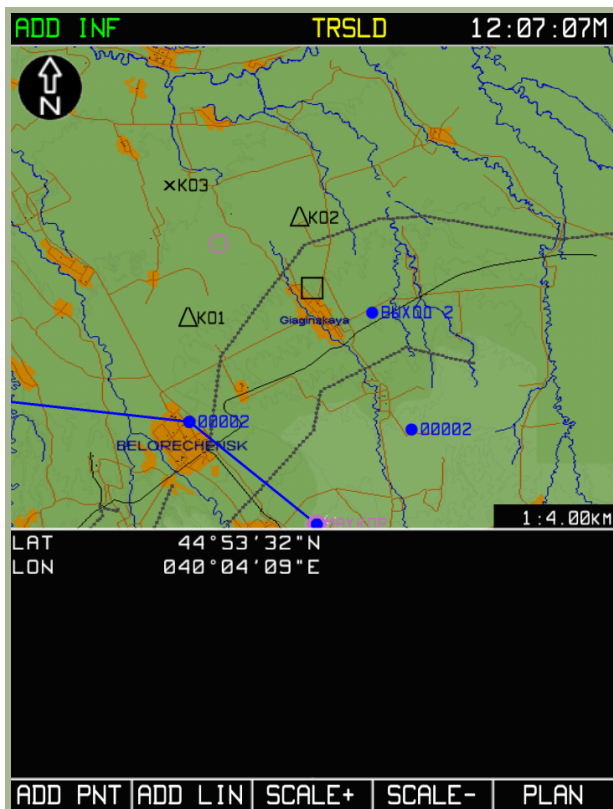 ADD INF TRSLD 12:07:07M
N
K03
K02
K01
ВЫХОД 2
Giaginskaya
00002
00002
BELORECHENSK
1:4.00KM
LAT 44°53'32"N
LON 040°04'09"E
ADD PNT ADD LIN SCALE+ SCALE- PLAN